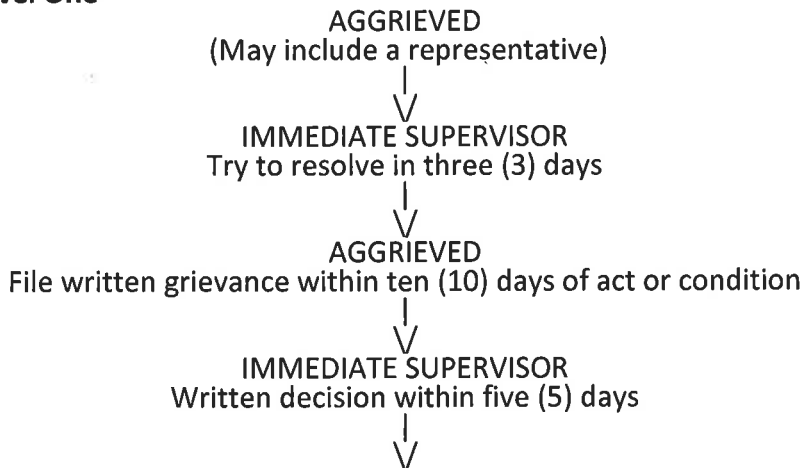 One
AGGRIEVED
(May include a representative)
IMMEDIATE SUPERVISOR
Try to resolve in three (3) days
AGGRIEVED
File written grievance within ten (10) days of act or condition
IMMEDIATE SUPERVISOR
Written decision within five (5) days